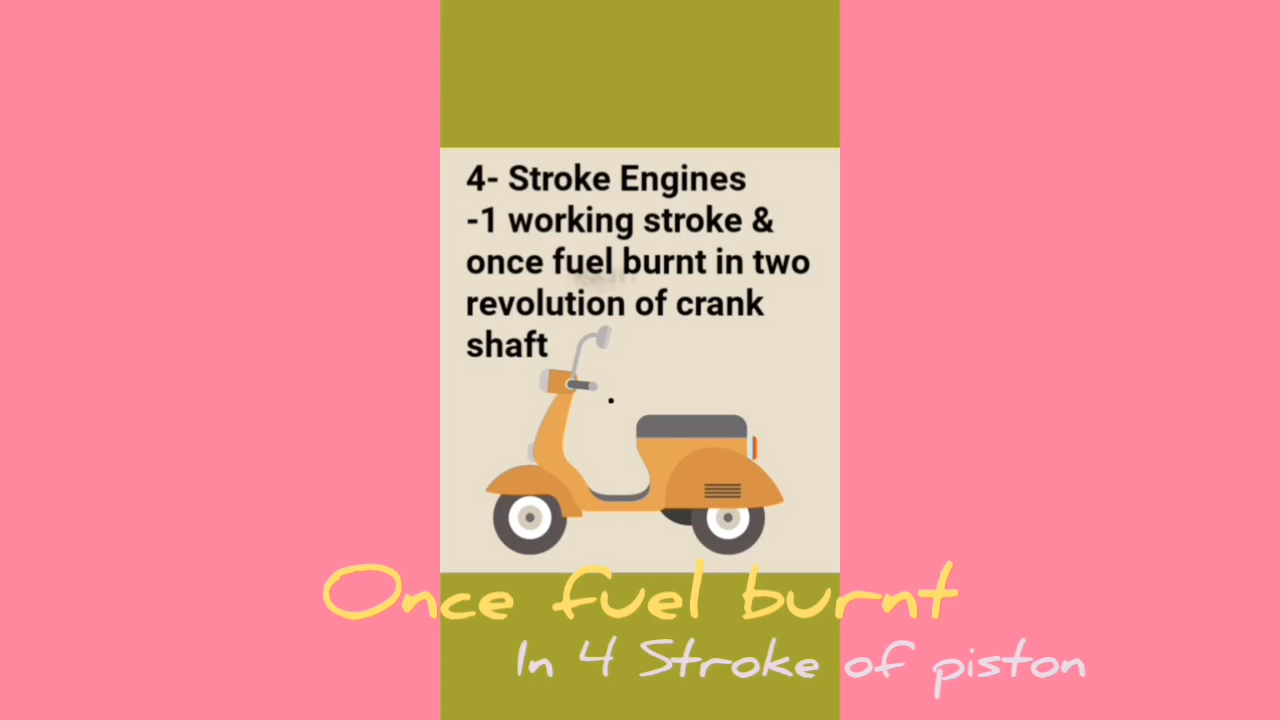 4- Stroke Engines
-1 working stroke &
once fuel burnt in two
revolution of crank
shaft
.
Once fuel burnt
In 4 Stroke of piston